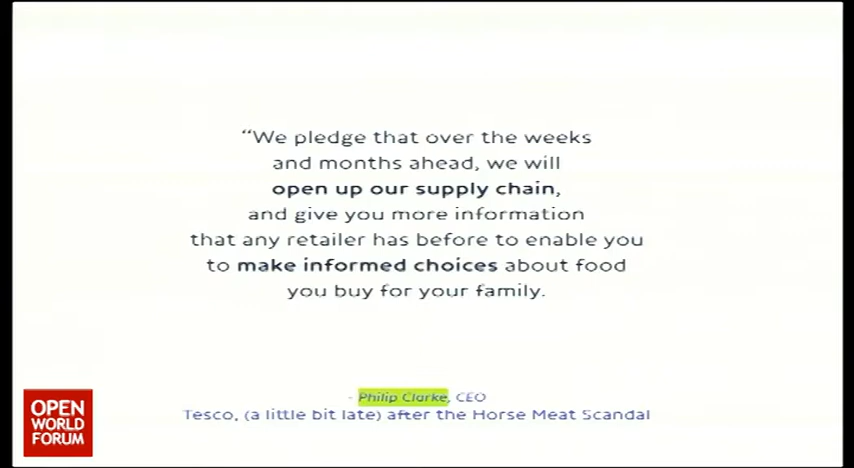 “We pledge that over the weeks
and months ahead, we will
open up our supply chain,
and give you more information
that any retailer has before to enable you
to make informed choices about food
you buy for your family.
- Philip Clarke, CEO
Tesco, (a little bit late) after the Horse Meat Scandal
OPEN
WORLD
FORUM